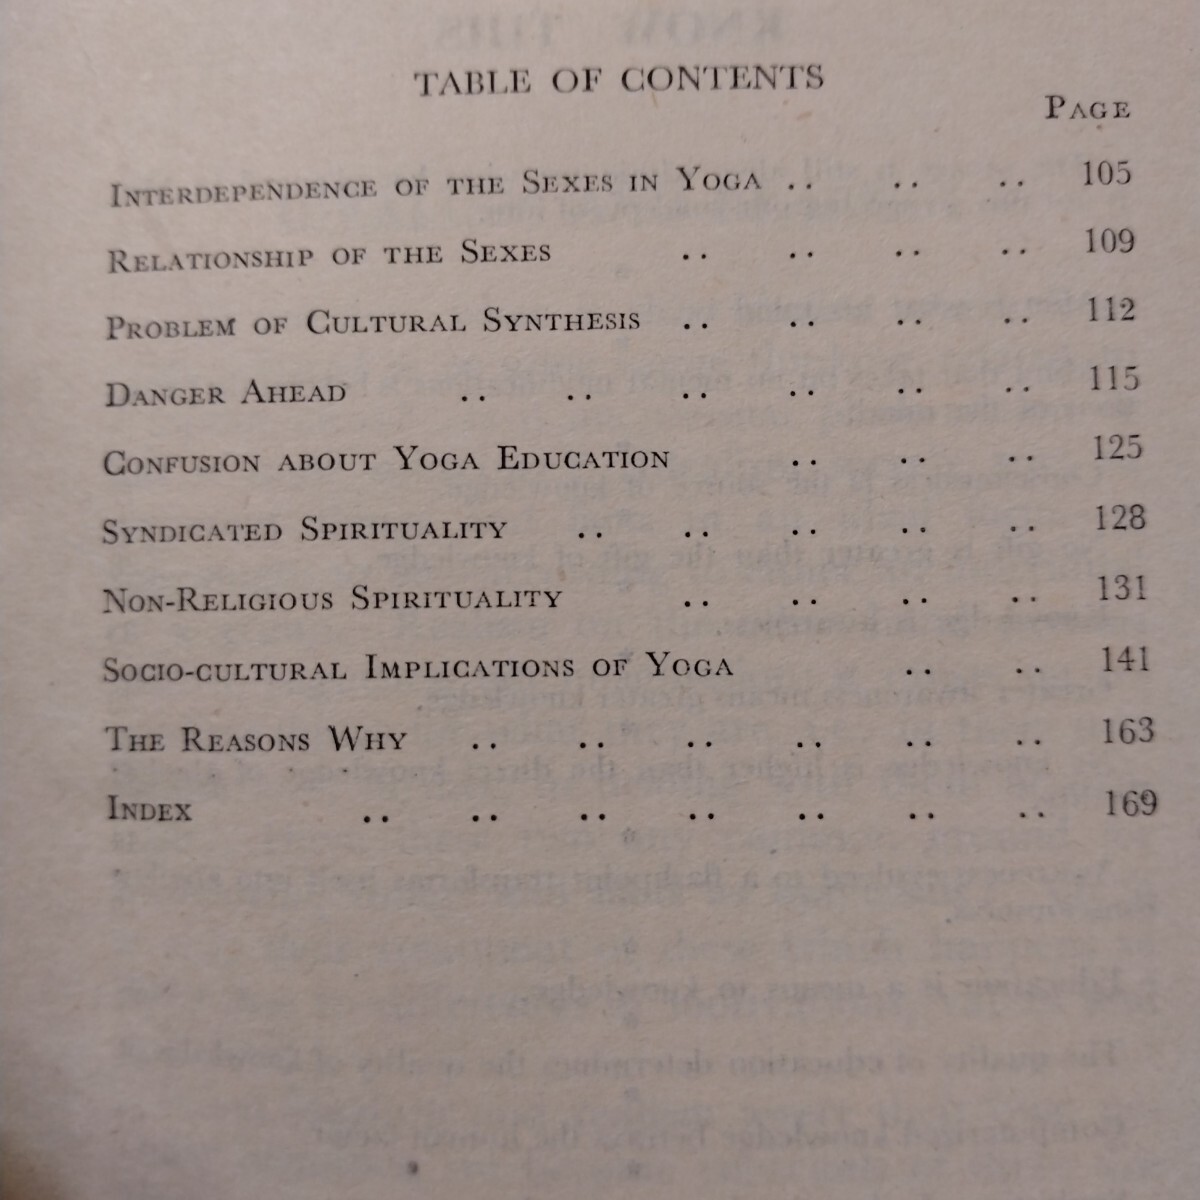 TABLE OF CONTENTS
PAGE
INTERDEPENDENCE OF THE SEXES IN YOGA .. .. .. 105
RELATIONSHIP OF THE SEXES .. .. .. .. 109
PROBLEM OF CULTURAL SYNTHESIS .. .. .. .. 112
DANGER AHEAD .. .. .. .. .. .. 115
CONFUSION ABOUT YOGA EDUCATION .. .. .. 125
SYNDICATED SPIRITUALITY .. .. .. .. .. 128
NON-RELIGIOUS SPIRITUALITY .. .. .. .. 131
SOCIO-CULTURAL IMPLICATIONS OF YOGA .. .. 141
THE REASONS WHY .. .. .. .. .. .. 163
INDEX .. .. .. .. .. .. .. 169